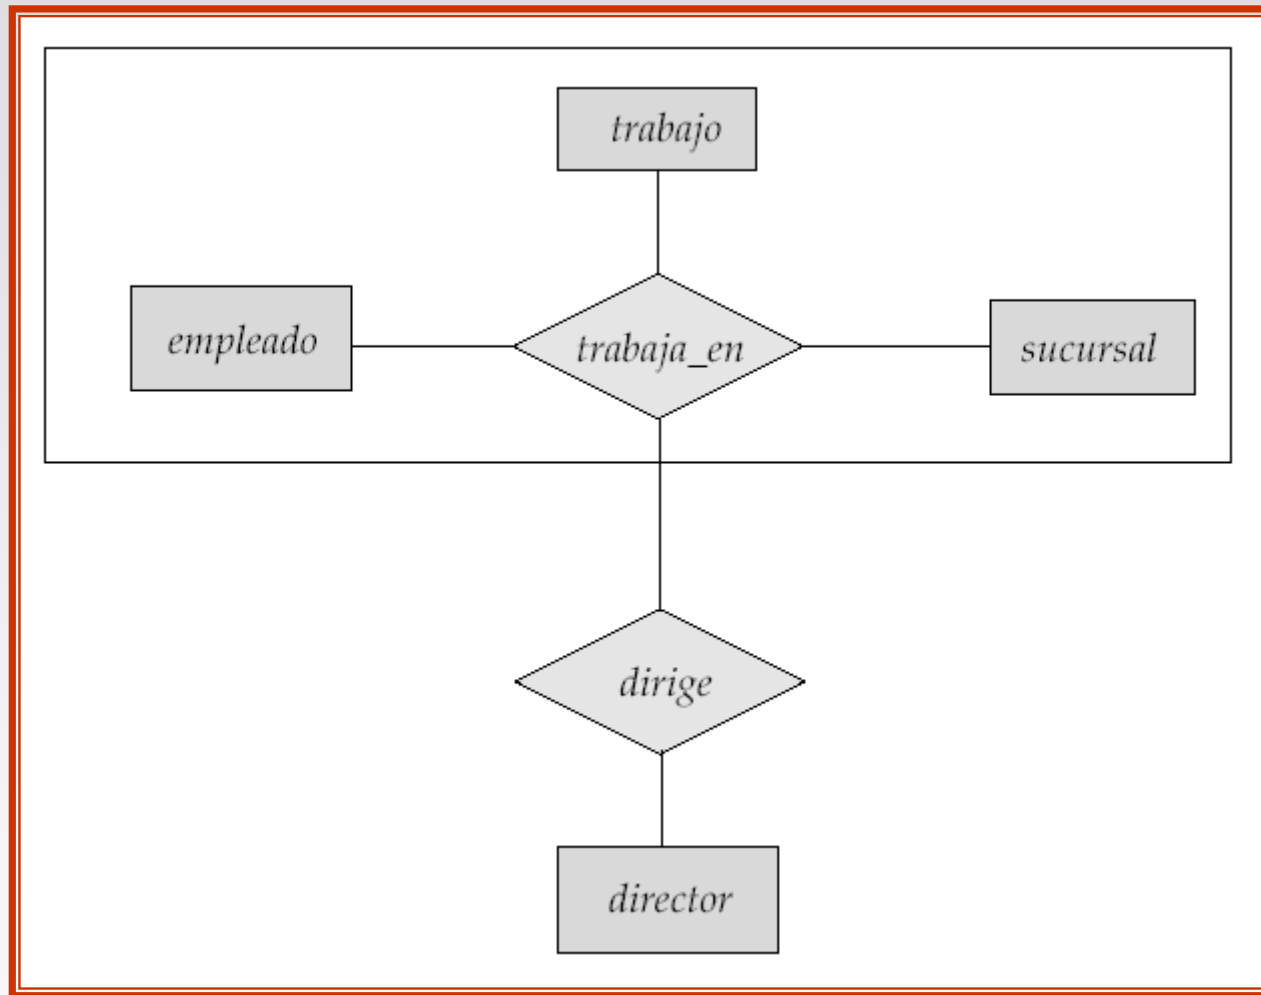 trabajo
empleado
trabaja_en
sucursal
dirige
director